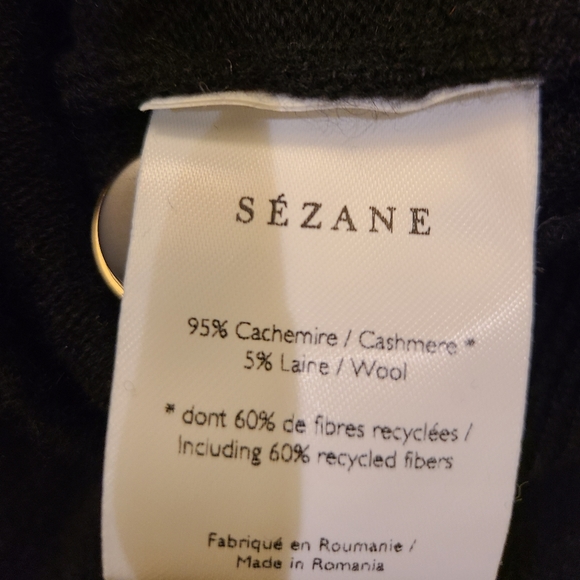 SÉZANE
95% Cachemire / Cashmere *
5% Laine / Wool
* dont 60% de fibres recyclées /
Including 60% recycled fibers
Fabriqué en Roumanie /
Made in Romania